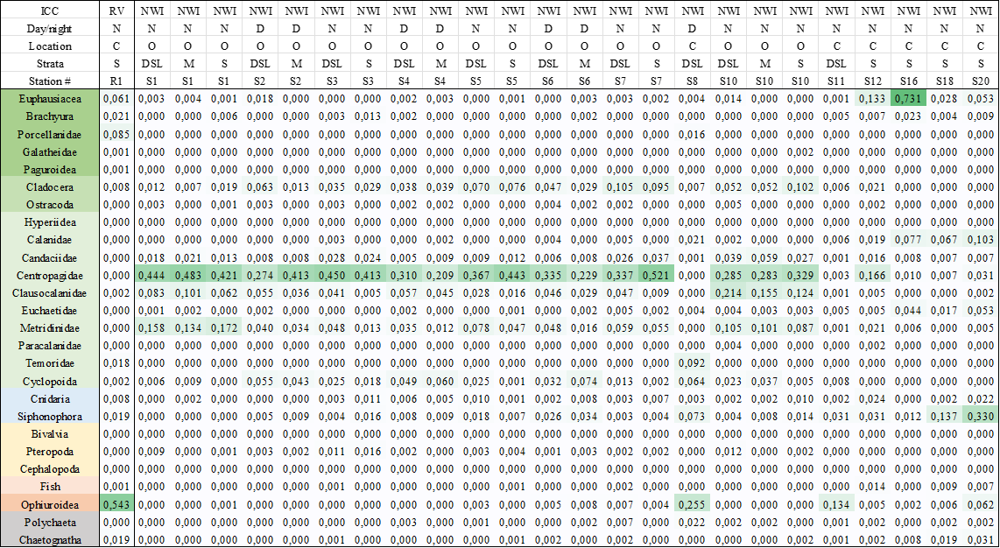 ICC RV NWI NWI NWI NWI NWI NWI NWI NWI NWI NWI NWI NWI NWI NWI NWI NWI NWI NWI NWI NWI NWI NWI NWI NWI
Day/night N N N N D D N N D D N N D D N N D N N N N N N N N
Location C O O O O O O O O O O O O O O O C O O O C C C C C
Strata S DSL M S DSL M DSL S DSL M DSL S DSL M DSL S DSL DSL M S DSL S S S S
Station # R1 S1 S1 S1 S2 S2 S3 S3 S4 S4 S5 S5 S6 S6 S7 S7 S8 S10 S10 S10 S11 S12 S16 S18 S20
Euphausiacea 0,061 0,003 0,004 0,001 0,018 0,000 0,000 0,000 0,002 0,003 0,000 0,001 0,000 0,003 0,003 0,002 0,004 0,014 0,000 0,000 0,001 0,133 0,731 0,028 0,053
Brachyura 0,021 0,000 0,000 0,006 0,000 0,000 0,003 0,013 0,002 0,000 0,000 0,000 0,000 0,002 0,000 0,000 0,000 0,000 0,000 0,000 0,005 0,007 0,023 0,004 0,009
Porcellanidae 0,085 0,000 0,000 0,000 0,000 0,000 0,000 0,000 0,000 0,000 0,000 0,000 0,000 0,000 0,000 0,000 0,016 0,000 0,000 0,000 0,000 0,000 0,000 0,000 0,000
Galatheidae 0,001 0,000 0,000 0,000 0,000 0,000 0,000 0,000 0,000 0,000 0,000 0,000 0,000 0,000 0,000 0,000 0,000 0,000 0,000 0,002 0,000 0,000 0,000 0,000 0,000
Paguroidea 0,001 0,000 0,000 0,000 0,000 0,000 0,000 0,000 0,000 0,000 0,000 0,000 0,000 0,000 0,000 0,000 0,000 0,000 0,000 0,000 0,000 0,000 0,000 0,000 0,000
Cladocera 0,008 0,012 0,007 0,019 0,063 0,013 0,035 0,029 0,038 0,039 0,070 0,076 0,047 0,029 0,105 0,095 0,007 0,052 0,052 0,102 0,006 0,021 0,000 0,000 0,000
Ostracoda 0,000 0,003 0,000 0,001 0,003 0,000 0,003 0,000 0,002 0,002 0,000 0,000 0,004 0,002 0,002 0,000 0,000 0,005 0,000 0,000 0,000 0,002 0,000 0,000 0,000
Hyperiidea 0,000 0,000 0,000 0,000 0,000 0,000 0,000 0,000 0,000 0,000 0,000 0,000 0,000 0,000 0,000 0,000 0,000 0,000 0,000 0,000 0,000 0,000 0,000 0,000 0,000
Calanidae 0,000 0,000 0,000 0,000 0,000 0,000 0,003 0,000 0,000 0,002 0,000 0,000 0,004 0,000 0,005 0,000 0,021 0,002 0,000 0,000 0,006 0,019 0,077 0,067 0,103
Candaciidae 0,000 0,018 0,021 0,013 0,008 0,008 0,028 0,024 0,005 0,009 0,009 0,012 0,006 0,008 0,026 0,037 0,001 0,039 0,059 0,027 0,001 0,016 0,008 0,007 0,007
Centropagidae 0,000 0,444 0,483 0,421 0,274 0,413 0,450 0,413 0,310 0,209 0,367 0,443 0,335 0,229 0,337 0,521 0,000 0,285 0,283 0,329 0,003 0,166 0,010 0,007 0,031
Clausocalanidae 0,002 0,083 0,101 0,062 0,055 0,036 0,041 0,005 0,057 0,045 0,028 0,016 0,046 0,029 0,047 0,009 0,000 0,214 0,155 0,124 0,001 0,005 0,000 0,000 0,002
Euchaetidae 0,000 0,001 0,002 0,000 0,002 0,000 0,000 0,000 0,002 0,000 0,000 0,001 0,000 0,002 0,005 0,002 0,004 0,004 0,003 0,003 0,005 0,005 0,044 0,017 0,053
Metridinidae 0,000 0,158 0,134 0,172 0,040 0,034 0,048 0,013 0,035 0,012 0,078 0,047 0,048 0,016 0,059 0,055 0,000 0,105 0,101 0,087 0,001 0,021 0,006 0,000 0,005
Paracalanidae 0,000 0,000 0,000 0,000 0,000 0,000 0,000 0,000 0,000 0,000 0,000 0,000 0,000 0,000 0,000 0,000 0,000 0,004 0,000 0,000 0,000 0,002 0,000 0,000 0,000
Temoridae 0,018 0,000 0,000 0,000 0,000 0,000 0,000 0,000 0,000 0,000 0,000 0,000 0,000 0,000 0,000 0,000 0,092 0,000 0,000 0,000 0,000 0,000 0,000 0,000 0,000
Cyclopoida 0,002 0,006 0,009 0,000 0,055 0,043 0,025 0,018 0,049 0,060 0,025 0,001 0,032 0,074 0,013 0,002 0,064 0,023 0,037 0,005 0,008 0,000 0,000 0,000 0,000
Cnidaria 0,008 0,000 0,002 0,000 0,000 0,000 0,003 0,011 0,006 0,005 0,010 0,001 0,002 0,008 0,003 0,007 0,003 0,002 0,002 0,010 0,002 0,024 0,000 0,002 0,022
Siphonophora 0,019 0,000 0,000 0,000 0,005 0,009 0,004 0,016 0,008 0,009 0,018 0,007 0,026 0,034 0,003 0,004 0,073 0,004 0,008 0,014 0,031 0,031 0,012 0,137 0,330
Bivalvia 0,000 0,000 0,000 0,000 0,000 0,000 0,000 0,000 0,000 0,000 0,000 0,000 0,000 0,000 0,000 0,000 0,000 0,000 0,000 0,000 0,000 0,000 0,000 0,000 0,000
Pteropoda 0,000 0,009 0,000 0,001 0,003 0,002 0,011 0,016 0,002 0,000 0,003 0,004 0,001 0,003 0,002 0,002 0,000 0,012 0,000 0,002 0,000 0,000 0,000 0,000 0,000
Cephalopoda 0,000 0,000 0,000 0,000 0,000 0,000 0,000 0,000 0,000 0,000 0,000 0,000 0,000 0,000 0,000 0,000 0,000 0,000 0,000 0,000 0,000 0,000 0,000 0,000 0,000
Fish 0,001 0,000 0,000 0,000 0,000 0,000 0,001 0,000 0,000 0,000 0,000 0,001 0,000 0,000 0,002 0,000 0,000 0,000 0,000 0,000 0,000 0,014 0,000 0,009 0,007
Ophiuroidea 0,543 0,000 0,000 0,001 0,000 0,000 0,000 0,000 0,000 0,000 0,003 0,000 0,005 0,008 0,007 0,004 0,255 0,000 0,000 0,000 0,134 0,005 0,002 0,006 0,062
Polychaeta 0,000 0,000 0,000 0,000 0,000 0,000 0,000 0,000 0,003 0,000 0,001 0,000 0,000 0,002 0,007 0,000 0,022 0,002 0,002 0,000 0,001 0,002 0,000 0,002 0,002
Chaetognatha 0,019 0,000 0,000 0,000 0,000 0,000 0,001 0,000 0,000 0,000 0,000 0,001 0,002 0,000 0,002 0,002 0,006 0,000 0,000 0,000 0,001 0,002 0,008 0,019 0,031